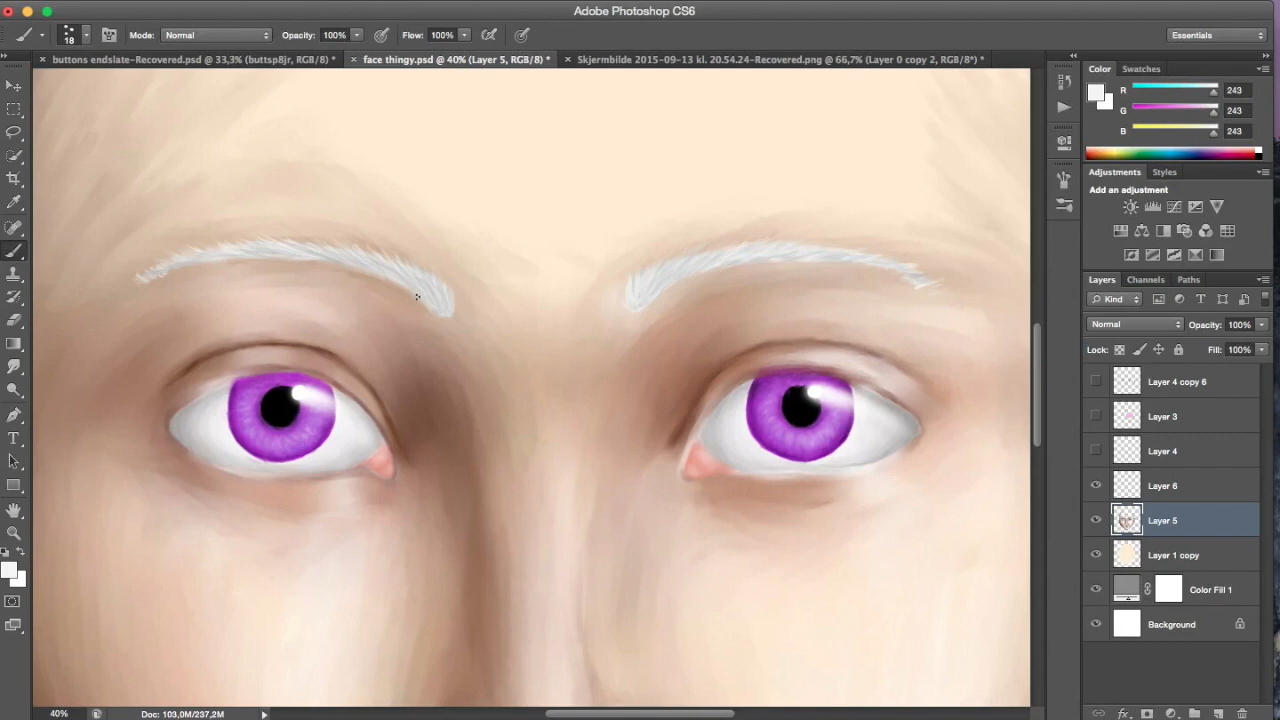 Adobe Photoshop CS6
18
Mode: Normal Opacity: 100% Flow: 100% Essentials
buttons endslate-Recovered.psd @ 33,3% (buttsp8jr, RGB/8) * face thingy.psd @ 40% (Layer 5, RGB/8) * Skjermbilde 2015-09-13 kl. 20.54.24-Recovered.png @ 66,7% (Layer 0 copy 2, RGB/8*) *
Color Swatches
R 243
G 243
B 243
Adjustments Styles
Add an adjustment
Layers Channels Paths
Kind
Normal Opacity: 100%
Lock: Fill: 100%
Layer 4 copy 6
Layer 3
Layer 4
Layer 6
Layer 5
Layer 1 copy
Color Fill 1
Background
40% Doc: 103,0M/237,2M